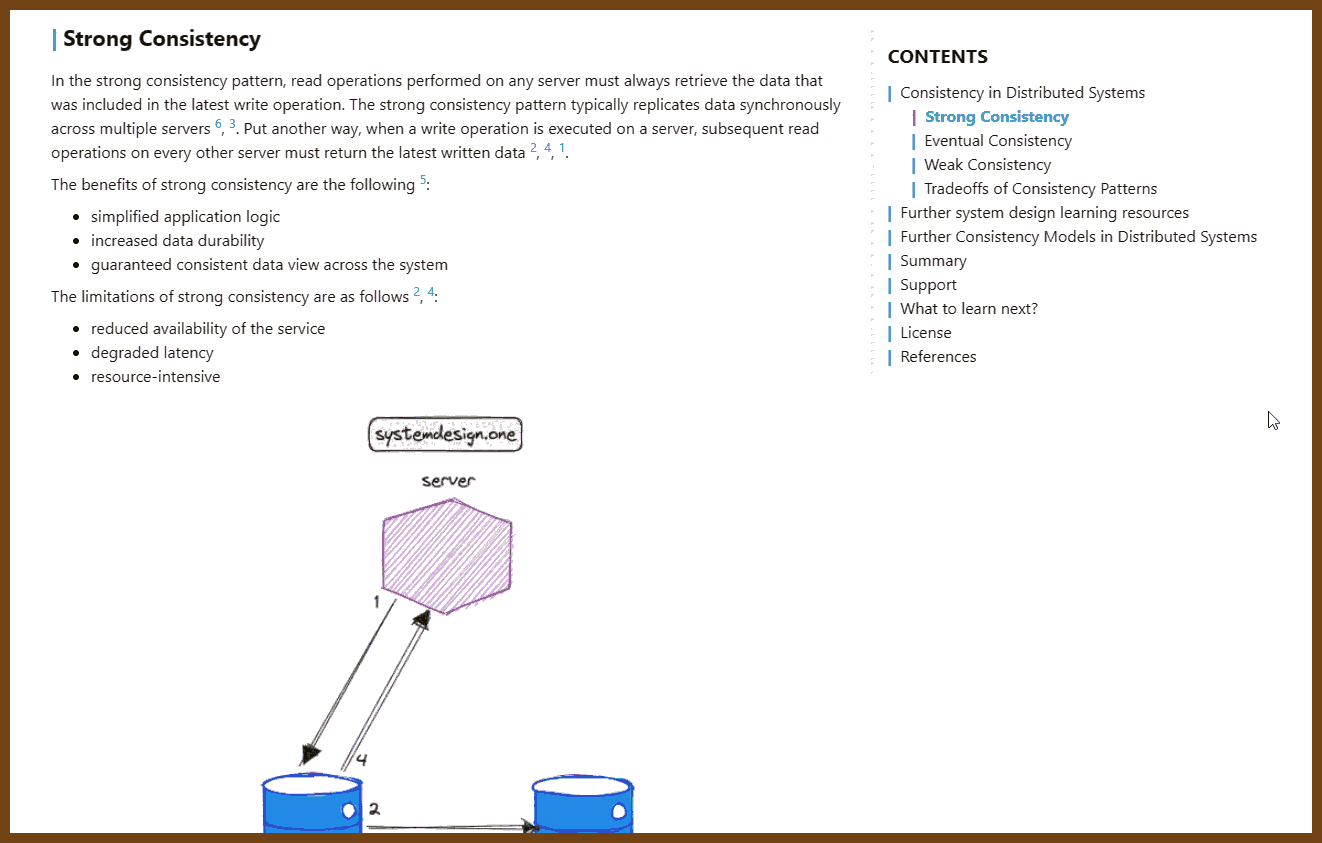 Strong Consistency
In the strong consistency pattern, read operations performed on any server must always retrieve the data that
was included in the latest write operation. The strong consistency pattern typically replicates data synchronously
across multiple servers 6, 3. Put another way, when a write operation is executed on a server, subsequent read
operations on every other server must return the latest written data 2, 4, 1.
The benefits of strong consistency are the following 5:
simplified application logic
increased data durability
guaranteed consistent data view across the system
The limitations of strong consistency are as follows 2, 4:
reduced availability of the service
degraded latency
resource-intensive
systemdesign.one
server
1
4
2
CONTENTS
Consistency in Distributed Systems
Strong Consistency
Eventual Consistency
Weak Consistency
Tradeoffs of Consistency Patterns
Further system design learning resources
Further Consistency Models in Distributed Systems
Summary
Support
What to learn next?
License
References